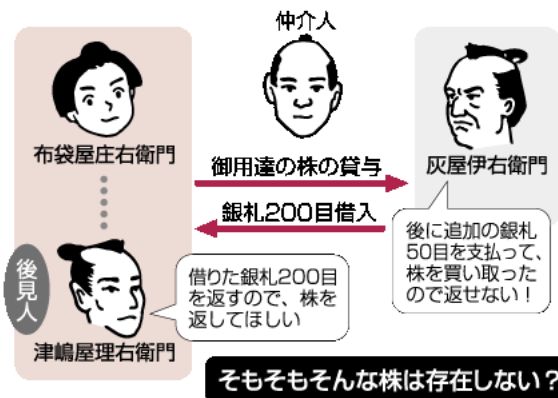 仲介人
布袋屋庄右衛門
灰屋伊右衛門
御用達の株の貸与
銀札200目借入
後見人
津嶋屋理右衛門
借りた銀札200目
を返すので、株を
返してほしい
後に追加の銀札
50目を支払って、
株を買い取った
ので返せない！
そもそもそんな株は存在しない？